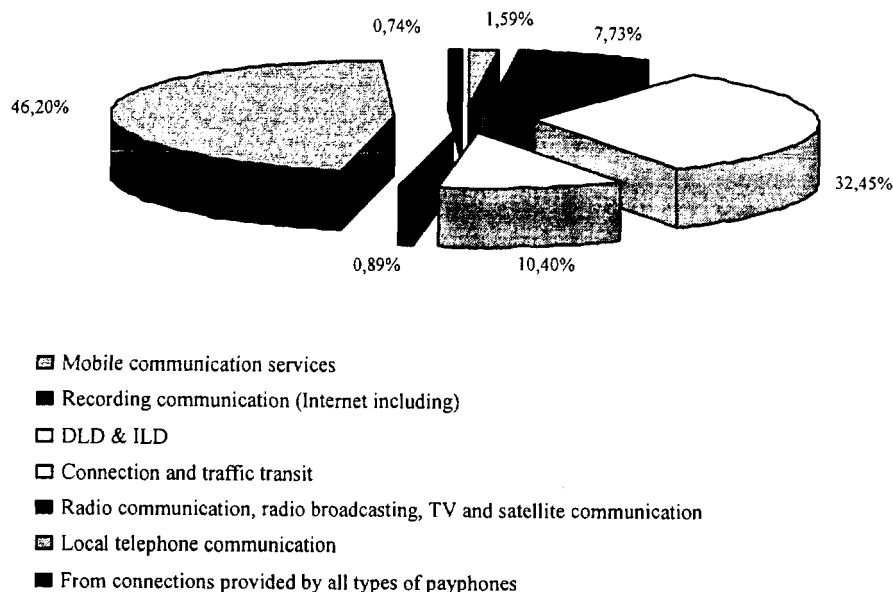 0,74%
1,59%
7,73%
46,20%
32,45%
0,89%
10,40%
Mobile communication services
Recording communication (Internet including)
DLD & ILD
Connection and traffic transit
Radio communication, radio broadcasting, TV and satellite communication
Local telephone communication
From connections provided by all types of payphones